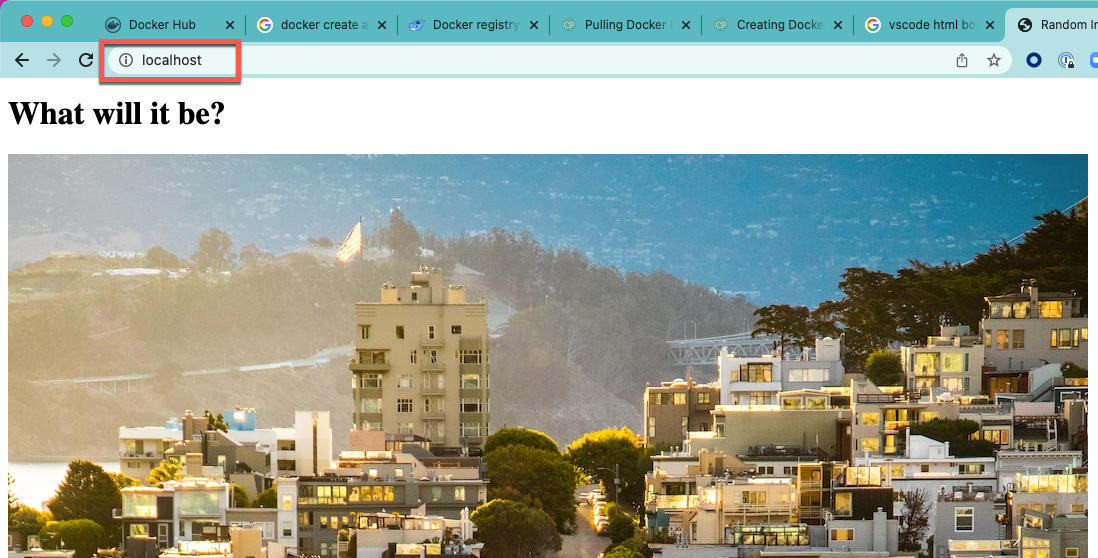 Docker Hub
docker create a
Docker registry
Pulling Docker
Creating Docke
vscode html bo
Random Ir
localhost
What will it be?